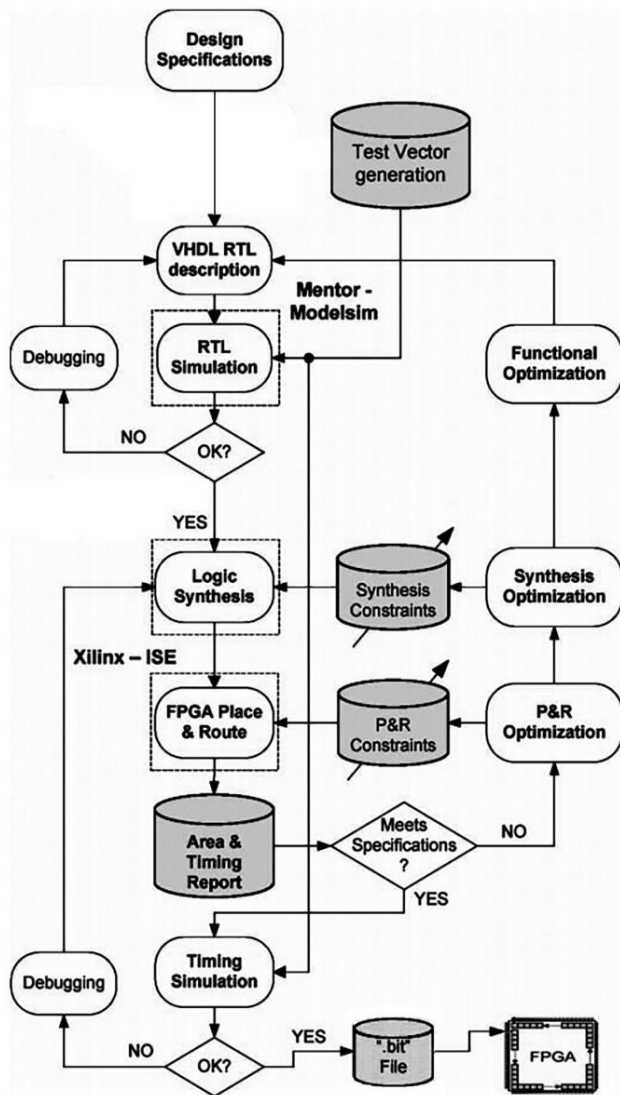 Design
Specifications
Test Vector
generation
VHDL RTL
description
Mentor -
Modelsim
Debugging
RTL
Simulation
Functional
Optimization
NO
OK?
YES
Logic
Synthesis
Synthesis
Constraints
Synthesis
Optimization
Xilinx – ISE
FPGA Place
& Route
P&R
Constraints
P&R
Optimization
Area &
Timing
Report
Meets
Specifications
?
NO
YES
Timing
Simulation
Debugging
NO
OK?
YES
".bit"
File
FPGA